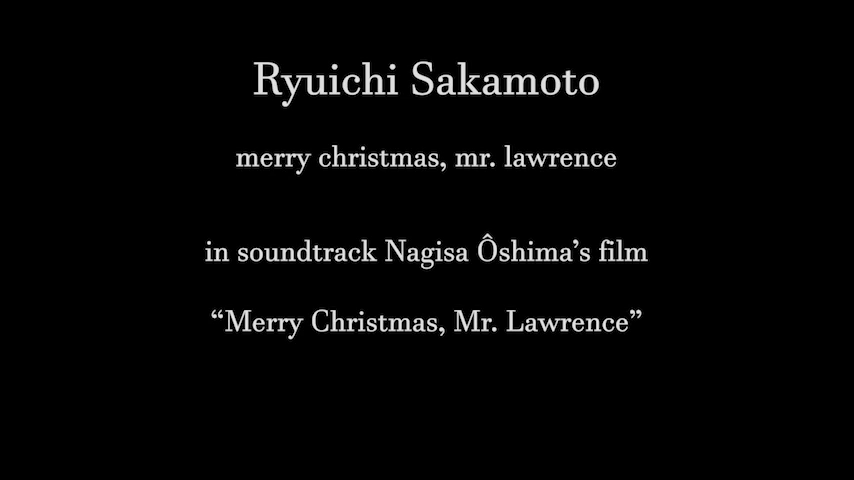 Ryuichi Sakamoto
merry christmas, mr. lawrence
in soundtrack Nagisa Ôshima’s film
“Merry Christmas, Mr. Lawrence”